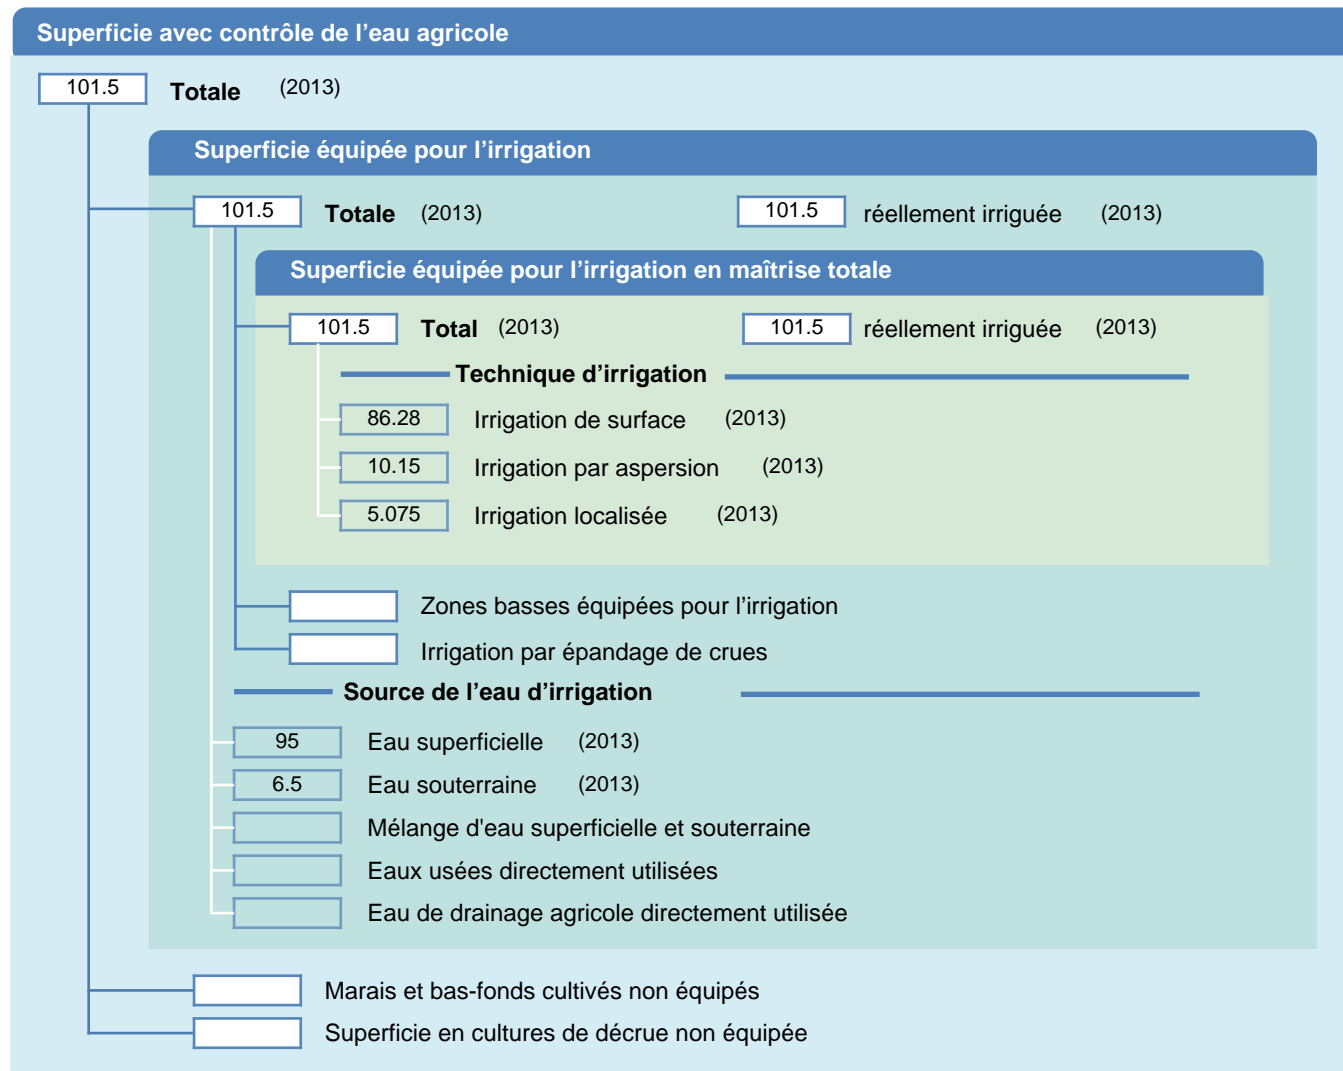 Superficie avec contrôle de l'eau agricole
101.5 Totale (2013)
Superficie équipée pour l'irrigation
101.5 Totale (2013) 101.5 réellement irriguée (2013)
Superficie équipée pour l'irrigation en maîtrise totale
101.5 Total (2013) 101.5 réellement irriguée (2013)
Technique d'irrigation
86.28 Irrigation de surface (2013)
10.15 Irrigation par aspersion (2013)
5.075 Irrigation localisée (2013)
Zones basses équipées pour l'irrigation
Irrigation par épandage de crues
Source de l'eau d'irrigation
95 Eau superficielle (2013)
6.5 Eau souterraine (2013)
Mélange d'eau superficielle et souterraine
Eaux usées directement utilisées
Eau de drainage agricole directement utilisée
Marais et bas-fonds cultivés non équipés
Superficie en cultures de décrue non équipée